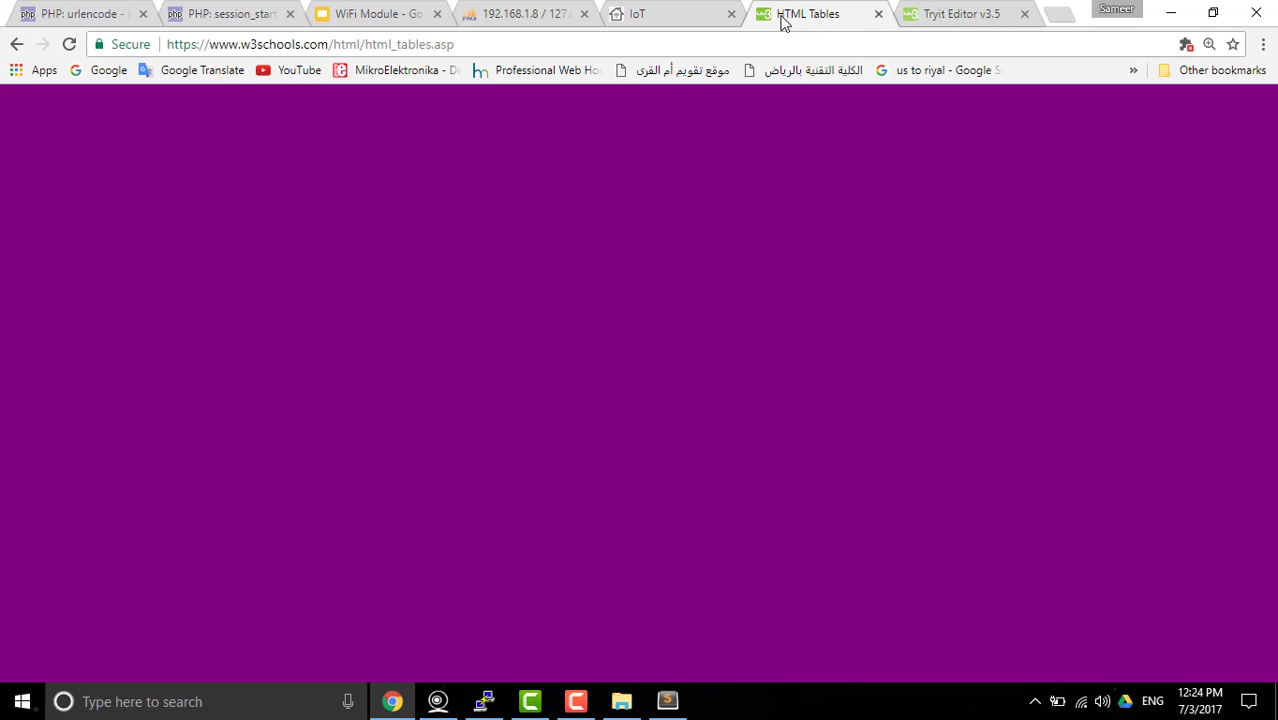 PHP: urlencode -
PHP: session_start
WiFi Module - Go
192.168.1.8 / 127.
IoT
HTML Tables
Tryit Editor v3.5
Sameer
Secure https://www.w3schools.com/html/html_tables.asp
Apps Google Google Translate YouTube MikroElektronika - De Professional Web Hos موقع تقويم أم القرى الكلية التقنية بالرياض us to riyal - Google S » Other bookmarks
Type here to search
ENG
12:24 PM
7/3/2017